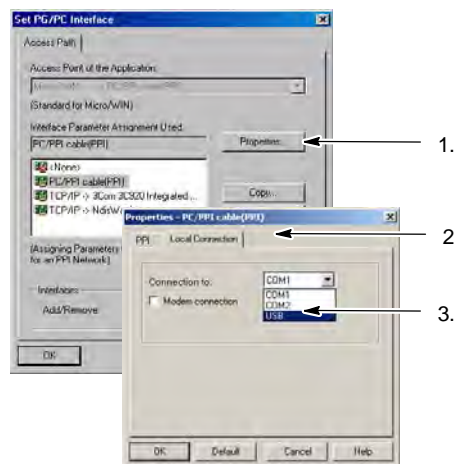 Set PG/PC Interface
Access Path
Access Point of the Application:
(Standard for Micro/WIN)
Interface Parameter Assignment Used:
PC/PPI cable(PPI)
Properties...
1.
<None>
PC/PPI cable(PPI)
TCP/IP -> 3Com 3C920 Integrated ...
Copy...
TCP/IP ->
Properties - PC/PPI cable(PPI)
PPI
Local Connection
2
(Assigning Parameters
for an PPI Network)
Connection to:
COM1
COM1
COM2
USB
3.
Modem connection
Interfaces
Add/Remove:
OK
OK
Default
Cancel
Help